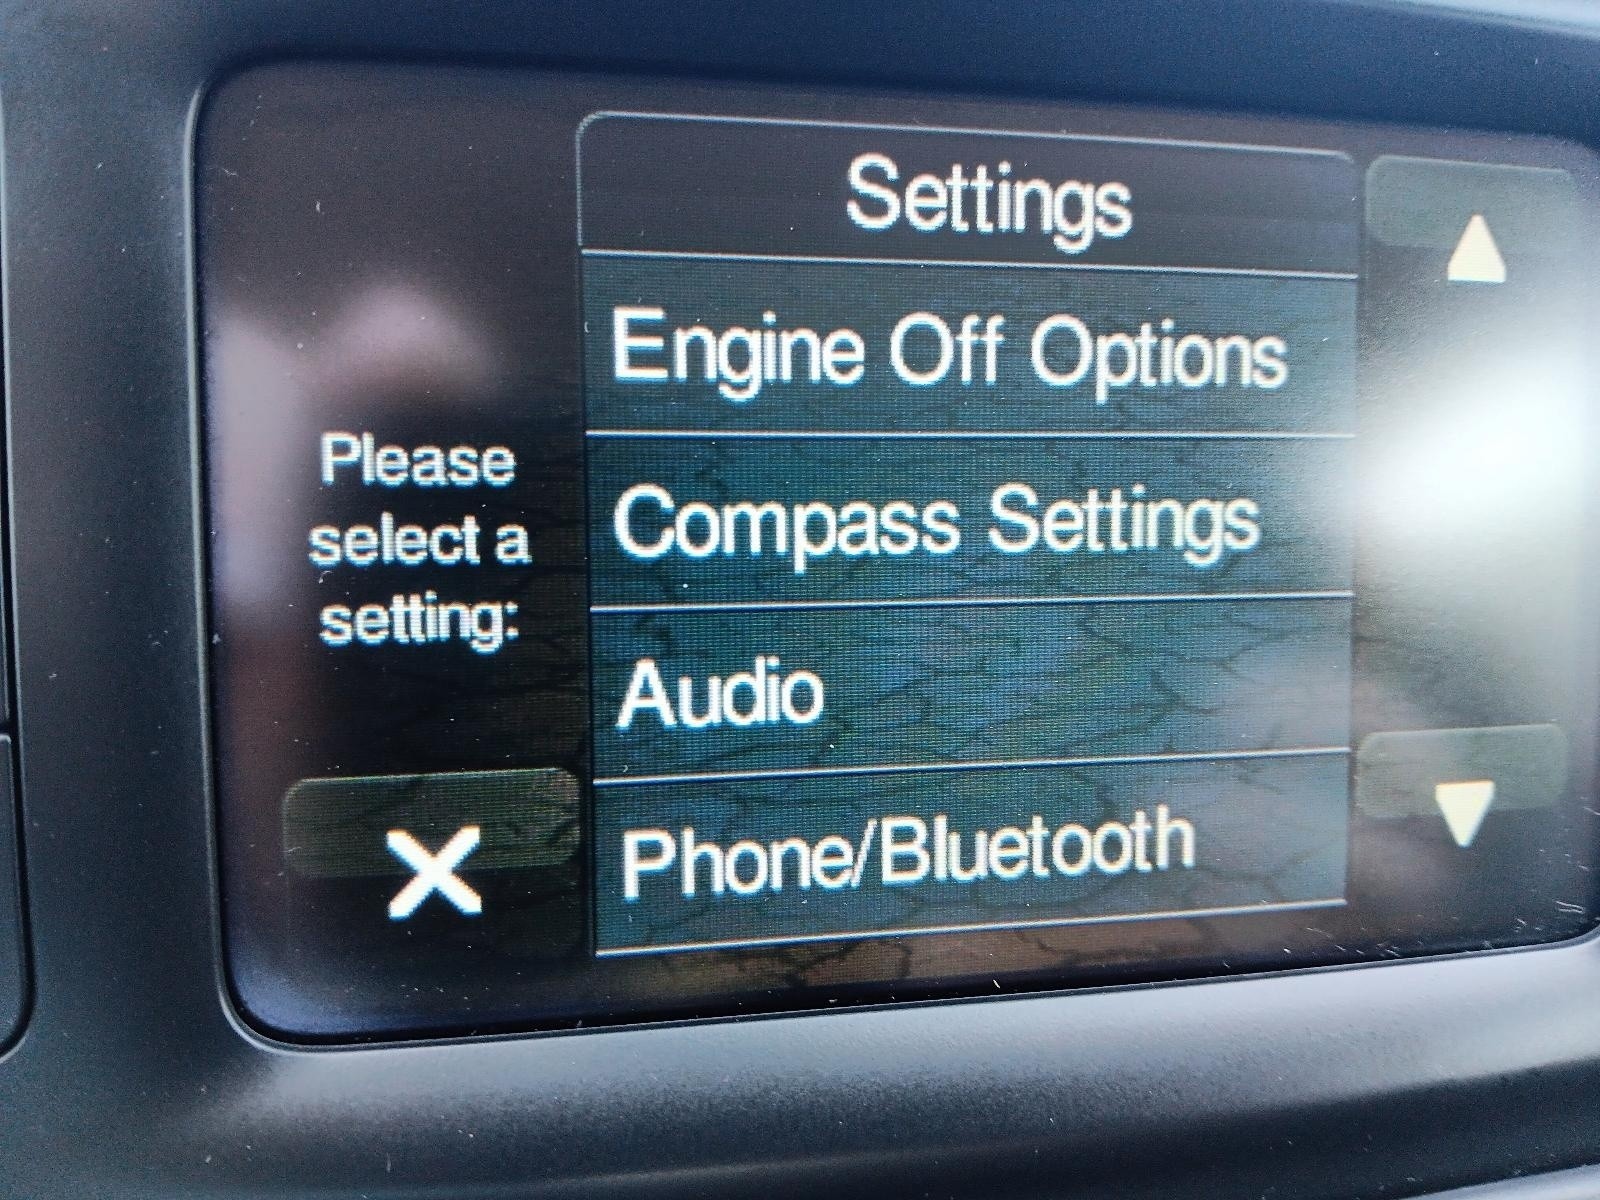 Settings
Please
select a
setting:
Engine Off Options
Compass Settings
Audio
Phone/Bluetooth